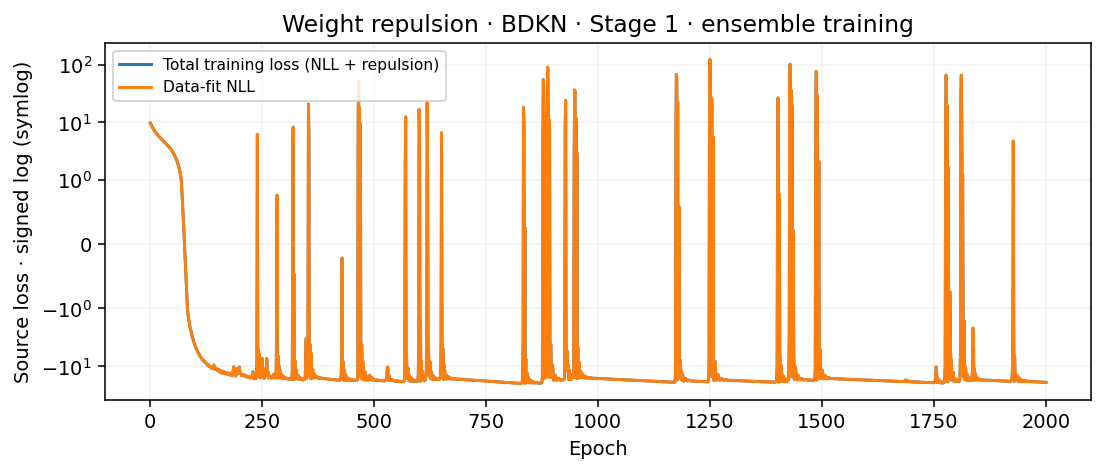 Weight repulsion · BDKN · Stage 1 · ensemble training
Source loss · signed log (symlog)
10²
10¹
10⁰
0
−10⁰
−10¹
Total training loss (NLL + repulsion)
Data-fit NLL
0 250 500 750 1000 1250 1500 1750 2000
Epoch